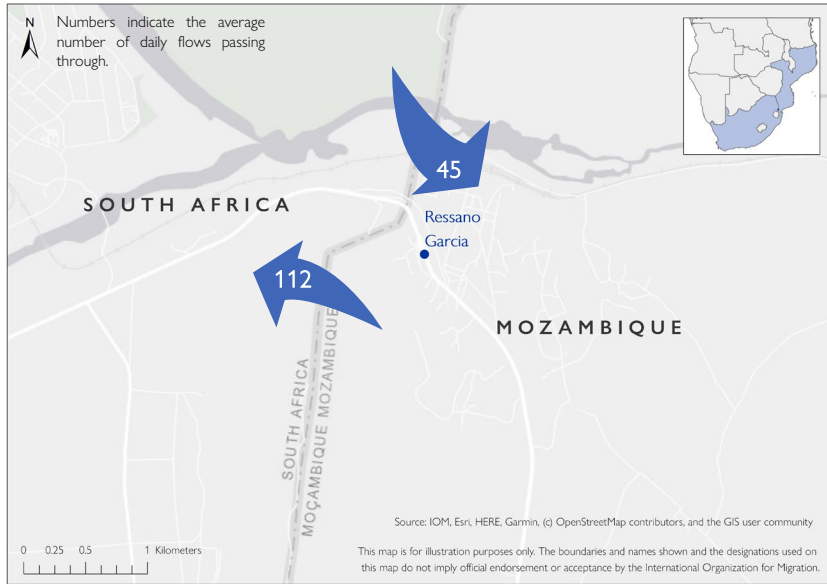 N
Numbers indicate the average
number of daily flows passing
through.
45
SOUTH AFRICA
Ressano
Garcia
112
MOZAMBIQUE
SOUTH AFRICA
MOÇAMBIQUE MOZAMBIQUE
Source: IOM, Esri, HERE, Garmin, (c) OpenStreetMap contributors, and the GIS user community
0 0.25 0.5 1 Kilometers
This map is for illustration purposes only. The boundaries and names shown and the designations used on
this map do not imply official endorsement or acceptance by the International Organization for Migration.